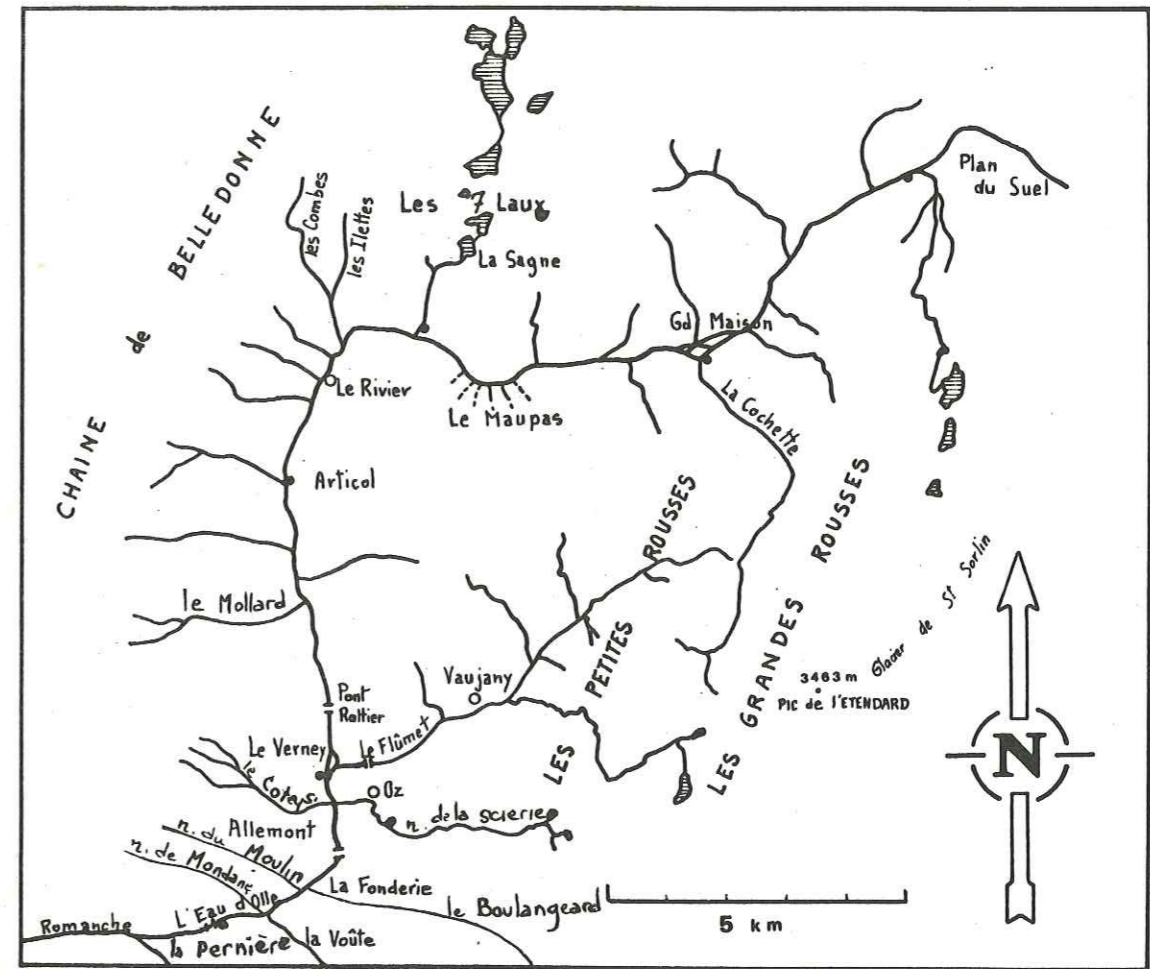 CHAINE de BELLEDONNE
les Combes
les Ilettes
Les 7 Laux
La Sagne
Plan
du Suel
Gd Maison
Le Rivier
Le Maupas
La Cochette
Articol
LES PETITES ROUSSES
LES GRANDES ROUSSES
Glacier de St Sorlin
le Mollard
3463 m
PIC de l'ETENDARD
Vaujany
Pont
Rattier
Le Verney
Le Flûmet
N
Oz
r. de la scierie
Allemont
r. du Moulin
r. de Mondane
La Fonderie
le Boulangeard
5 km
L'Eau d'Olle
Romanche
la Pernière
la Voûte